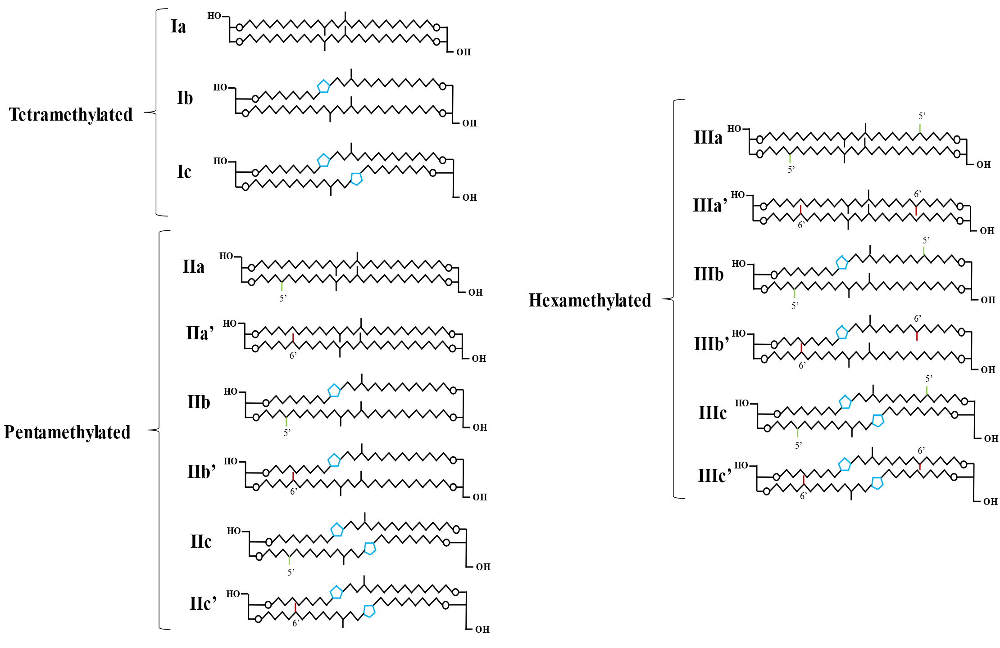 Tetramethylated
Ia
HO
OH
Ib
HO
OH
Ic
HO
OH
Pentamethylated
IIa
HO
5’
OH
IIa’
HO
6’
OH
IIb
HO
5’
OH
IIb’
HO
6’
OH
IIc
HO
5’
OH
IIc’
HO
6’
OH
Hexamethylated
IIIa
HO
5’
5’
OH
IIIa’
HO
6’
6’
OH
IIIb
HO
5’
5’
OH
IIIb’
HO
6’
6’
OH
IIIc
HO
5’
5’
OH
IIIc’
HO
6’
6’
OH